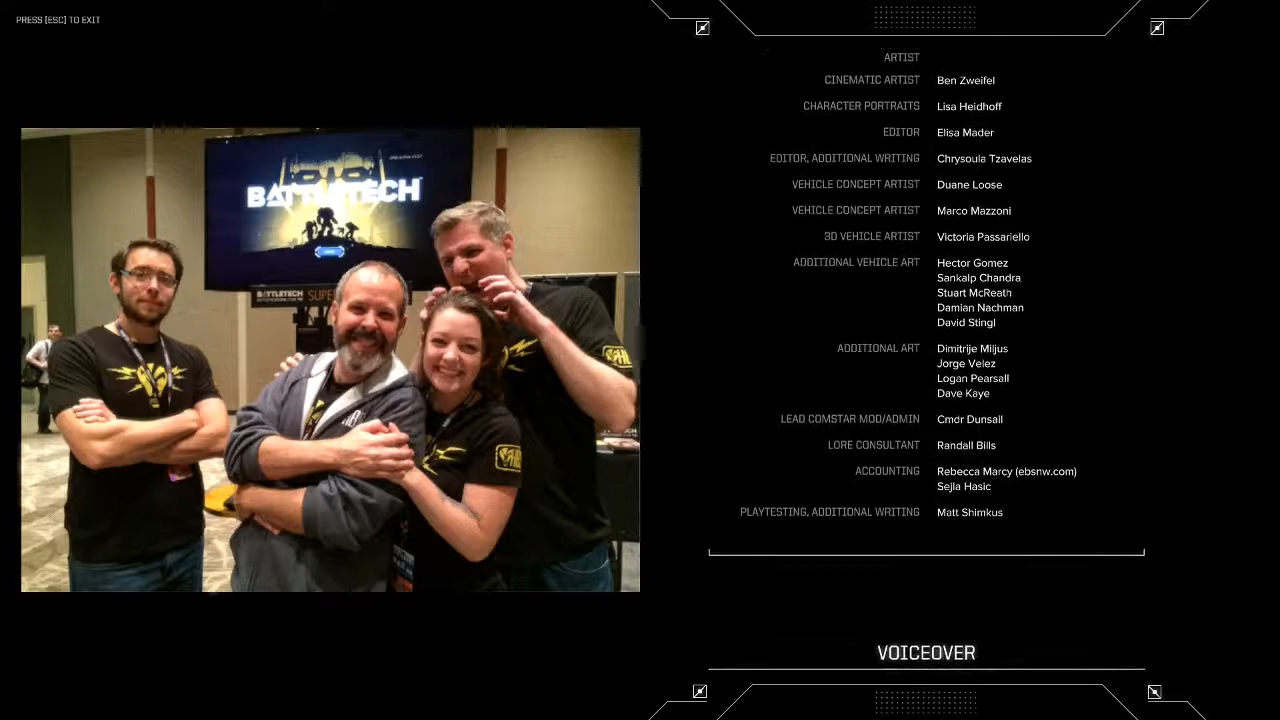 PRESS [ESC] TO EXIT
BATTLETECH
BATTLETECH
SUPE
ARTIST
CINEMATIC ARTIST Ben Zweifel
CHARACTER PORTRAITS Lisa Heidhoff
EDITOR Elisa Mader
EDITOR, ADDITIONAL WRITING Chrysoula Tzavelas
VEHICLE CONCEPT ARTIST Duane Loose
VEHICLE CONCEPT ARTIST Marco Mazzoni
3D VEHICLE ARTIST Victoria Passariello
ADDITIONAL VEHICLE ART Hector Gomez
Sankalp Chandra
Stuart McReath
Damian Nachman
David Stingl
ADDITIONAL ART Dimitrije Miljus
Jorge Velez
Logan Pearsall
Dave Kaye
LEAD COMSTAR MOD/ADMIN Cmdr Dunsail
LORE CONSULTANT Randall Bills
ACCOUNTING Rebecca Marcy (ebsnw.com)
Sejla Hasic
PLAYTESTING, ADDITIONAL WRITING Matt Shimkus
VOICEOVER